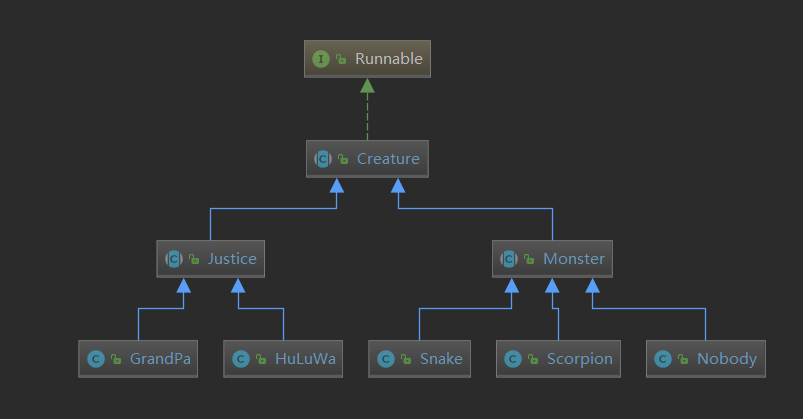 I Runnable
C Creature
C Justice
C Monster
C GrandPa
C HuLuWa
C Snake
C Scorpion
C Nobody